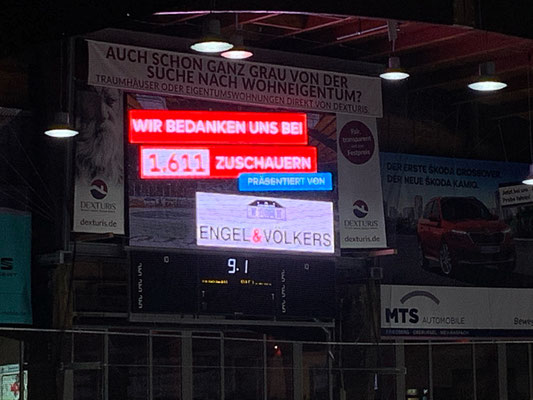 AUCH SCHON GANZ GRAU VON DER
SUCHE NACH WOHNEIGENTUM?
TRAUMHÄUSER ODER EIGENTUMSWOHNUNGEN DIREKT VON DEXTURIS
WIR BEDANKEN UNS BEI
1.611 ZUSCHAUERN
PRÄSENTIERT VON
ENGEL&VÖLKERS
DEXTURIS
dexturis.de
Festpreis
DEXTURIS
dexturis.de
9.1
DER ERSTE ŠKODA
DER NEUE ŠKODA KAMIQ.
MTS AUTOMOBILE